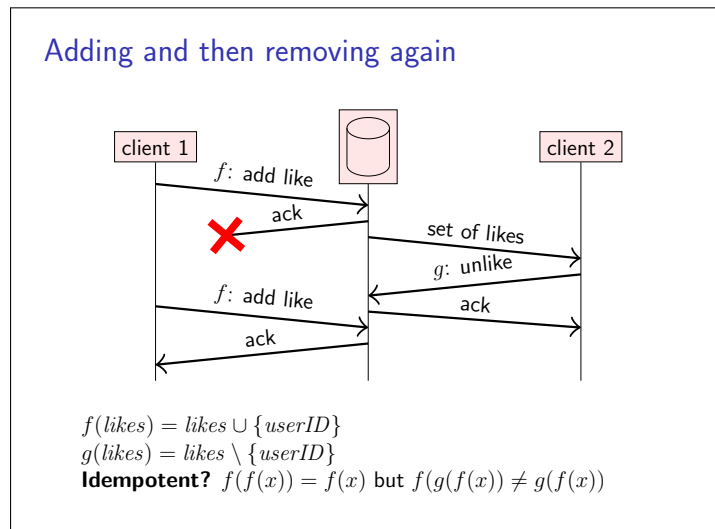 Adding and then removing again
client 1
client 2
f: add like
ack
set of likes
g: unlike
f: add like
ack
ack
f(likes) = likes ∪ {userID}
g(likes) = likes \ {userID}
Idempotent? f(f(x)) = f(x) but f(g(f(x)) ≠ g(f(x))